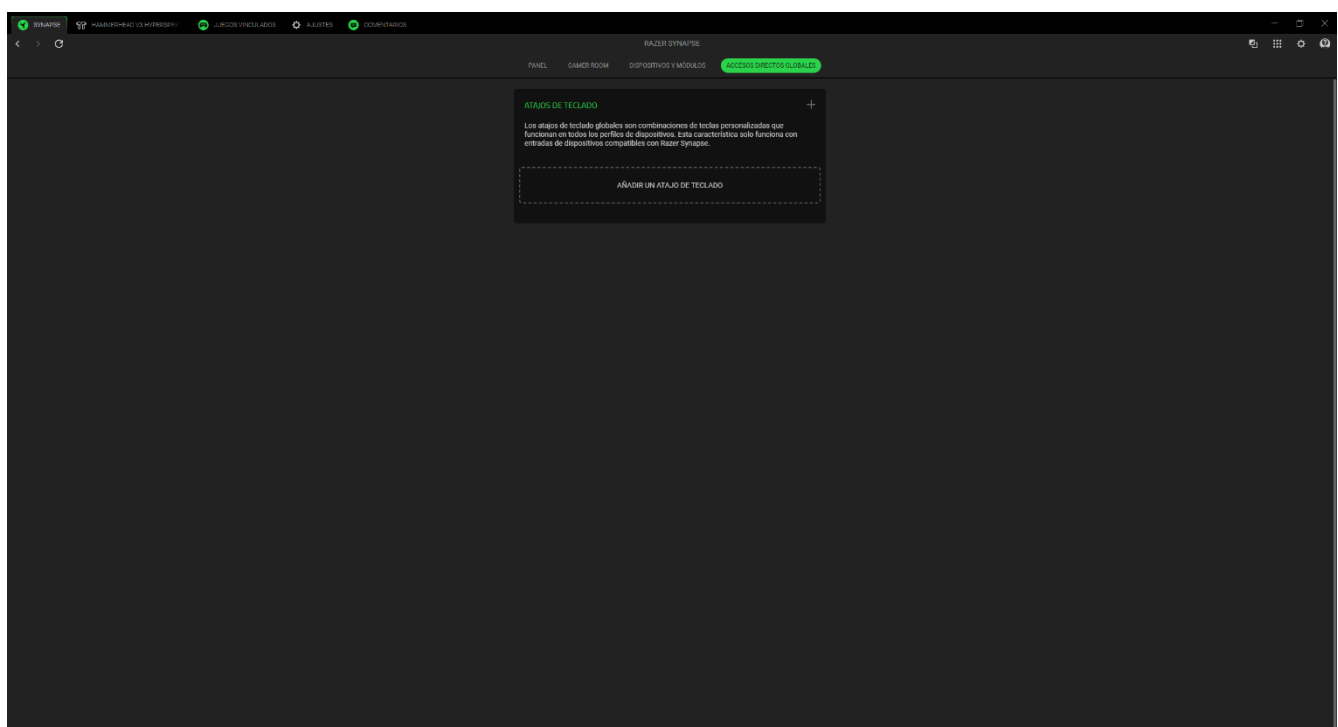 SYNAPSE
HAMMERHEAD V3 HYPERSPEED
JUEGOS VINCULADOS
AJUSTES
COMENTARIOS
RAZER SYNAPSE
PANEL
GAMER ROOM
DISPOSITIVOS Y MÓDULOS
ACCESOS DIRECTOS GLOBALES
ATAJOS DE TECLADO
Los atajos de teclado globales son combinaciones de teclas personalizadas que
funcionan en todos los perfiles de dispositivos. Esta característica solo funciona con
entradas de dispositivos compatibles con Razer Synapse.
AÑADIR UN ATAJO DE TECLADO